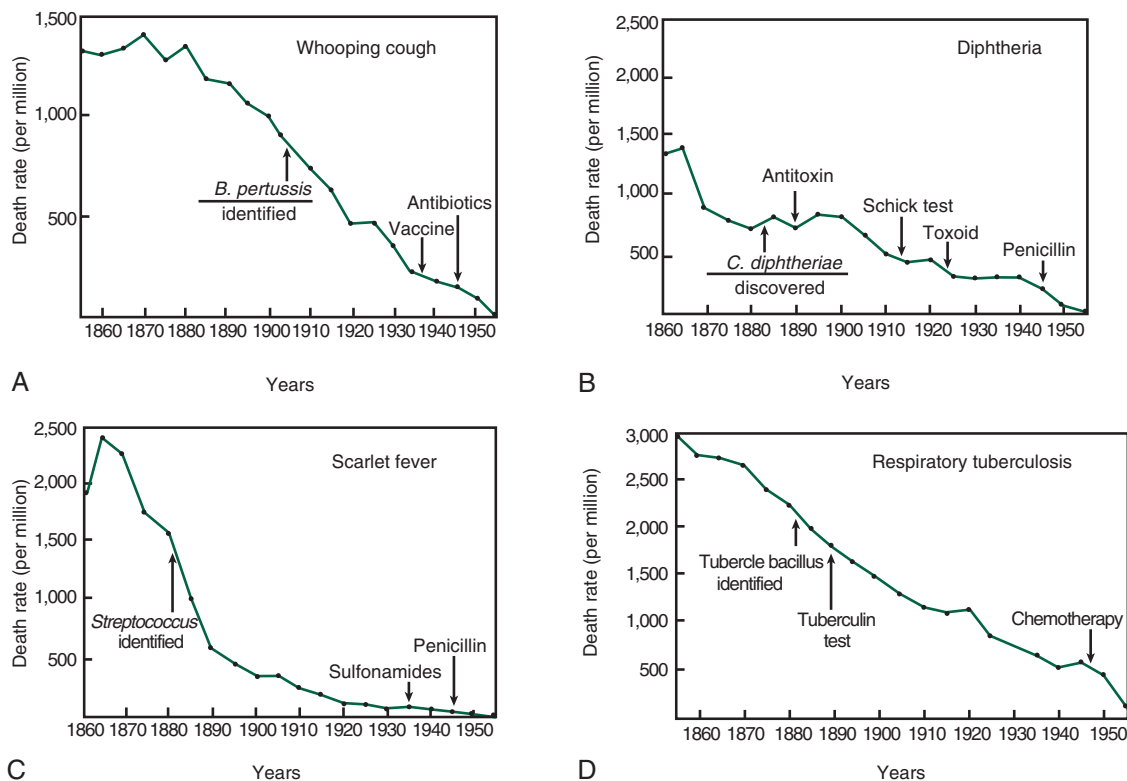 1,500
1,000
500
Death rate (per million)
Whooping cough
B. pertussis
identified
Antibiotics
Vaccine
1860 1870 1880 1890 1900 1910 1920 1930 1940 1950
A
Years
2,500
2,000
1,500
1,000
500
Death rate (per million)
Diphtheria
Antitoxin
Schick test
Toxoid
Penicillin
C. diphtheriae
discovered
1860 1870 1880 1890 1900 1910 1920 1930 1940 1950
B
Years
2,500
2,000
1,500
1,000
500
Death rate (per million)
Scarlet fever
Streptococcus
identified
Penicillin
Sulfonamides
1860 1870 1880 1890 1900 1910 1920 1930 1940 1950
C
Years
3,000
2,500
2,000
1,500
1,000
500
Death rate (per million)
Respiratory tuberculosis
Tubercle bacillus
identified
Tuberculin
test
Chemotherapy
1860 1870 1880 1890 1900 1910 1920 1930 1940 1950
D
Years